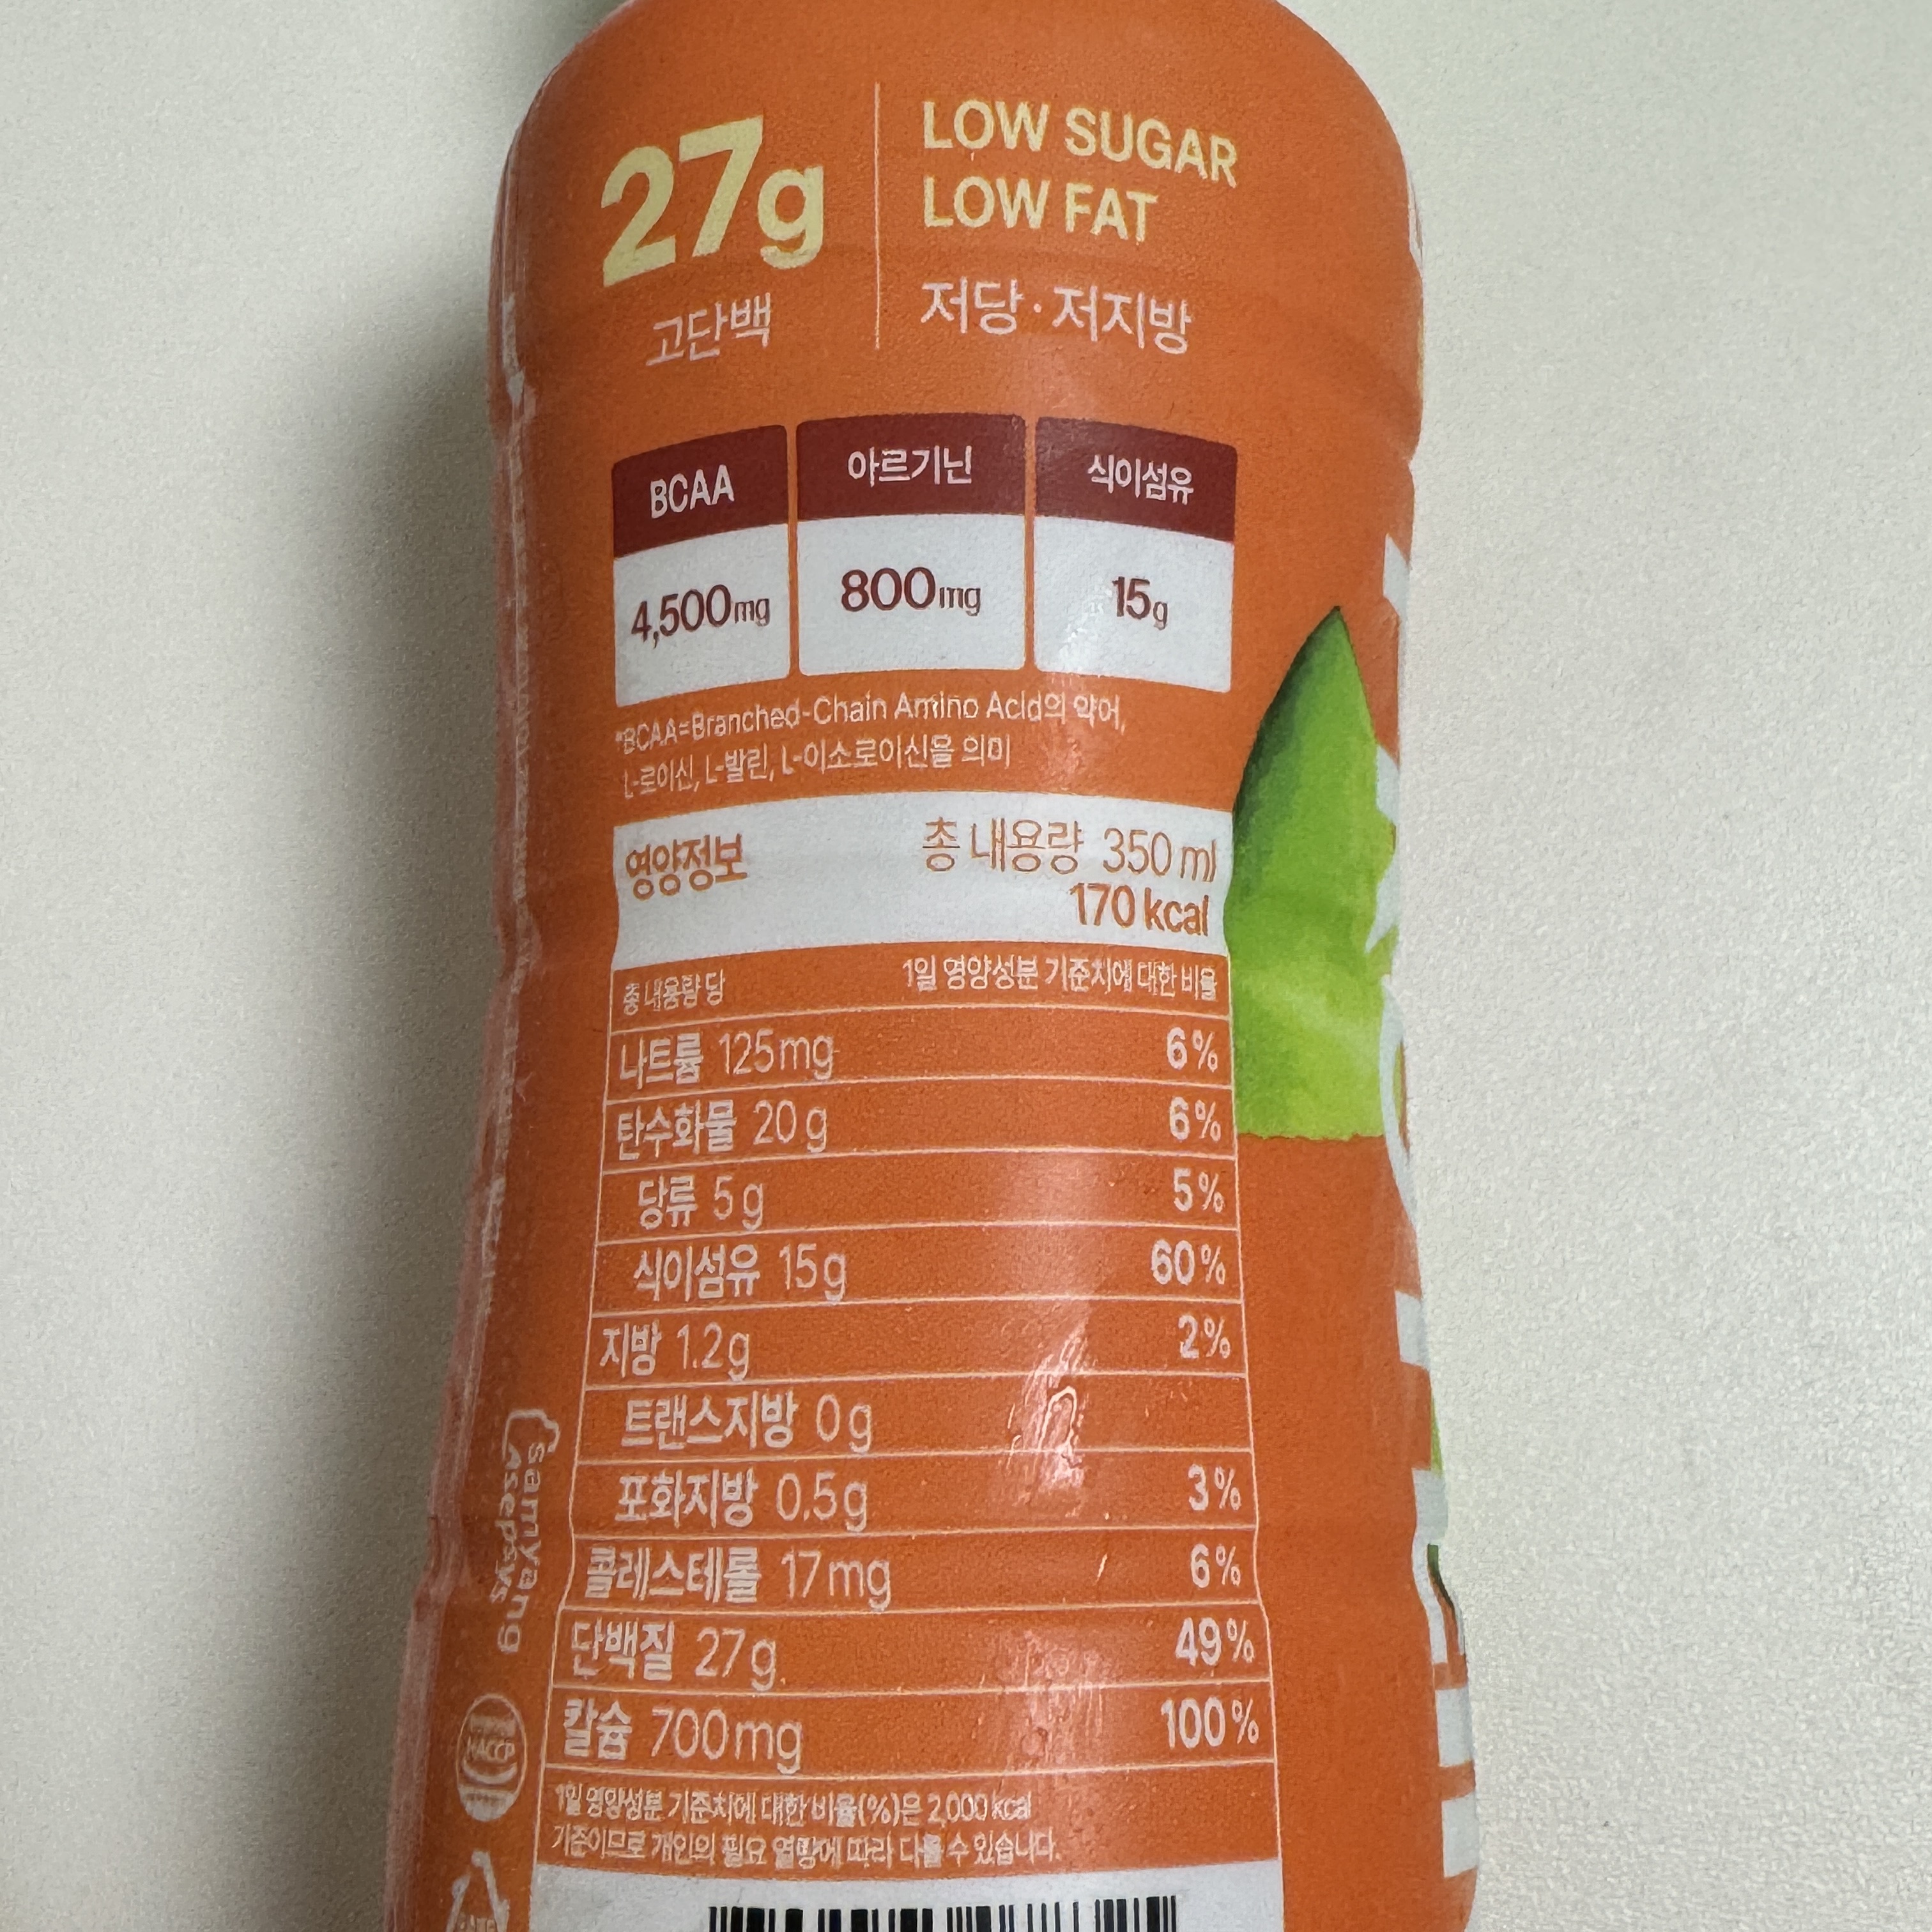 27g
고단백
LOW SUGAR
LOW FAT
저당·저지방
BCAA 아르기닌 식이섬유
4,500mg 800mg 15g
*BCAA=Branched-Chain Amino Acid의 약어,
L-로이신, L-발린, L-이소로이신을 의미
영양정보 총 내용량 350 ml
170 kcal
총 내용량 당 1일 영양성분 기준치에 대한 비율
나트륨 125mg 6%
탄수화물 20g 6%
당류 5g 5%
식이섬유 15g 60%
지방 1.2g 2%
트랜스지방 0g
포화지방 0.5g 3%
콜레스테롤 17mg 6%
단백질 27g 49%
칼슘 700mg 100%
1일 영양성분 기준치에 대한 비율(%)은 2,000 kcal
기준이므로 개인의 필요 열량에 따라 다를 수 있습니다.
samyang
asepsys
HACCP